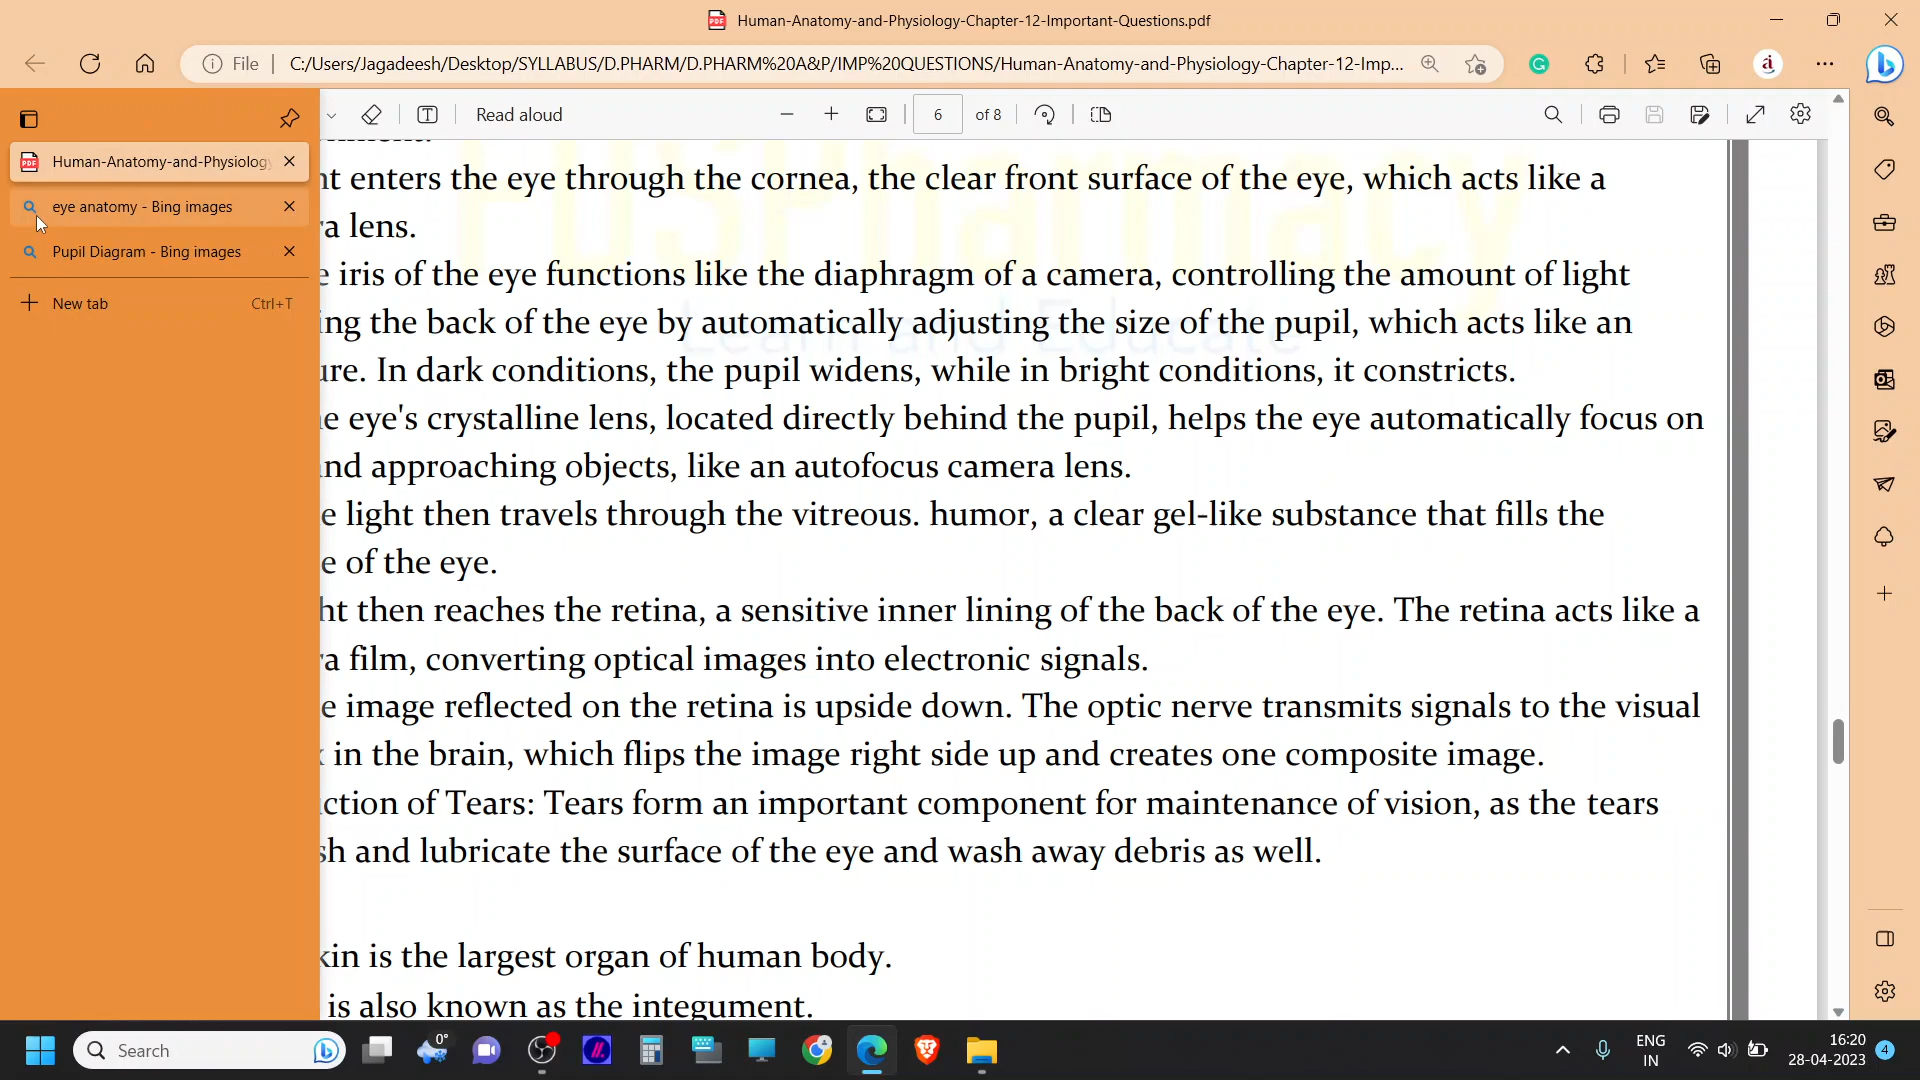 Human-Anatomy-and-Physiology-Chapter-12-Important-Questions.pdf
File
C:/Users/Jagadeesh/Desktop/SYLLABUS/D.PHARM/D.PHARM%20A&P/IMP%20QUESTIONS/Human-Anatomy-and-Physiology-Chapter-12-Imp...
Read aloud
6
of 8
Human-Anatomy-and-Physiology
eye anatomy - Bing images
Pupil Diagram - Bing images
New tab
Ctrl+T
Pharmacy
Learn and Educate
ht enters the eye through the cornea, the clear front surface of the eye, which acts like a
ra lens.
e iris of the eye functions like the diaphragm of a camera, controlling the amount of light
ing the back of the eye by automatically adjusting the size of the pupil, which acts like an
ure. In dark conditions, the pupil widens, while in bright conditions, it constricts.
e eye's crystalline lens, located directly behind the pupil, helps the eye automatically focus on
and approaching objects, like an autofocus camera lens.
e light then travels through the vitreous. humor, a clear gel-like substance that fills the
e of the eye.
ht then reaches the retina, a sensitive inner lining of the back of the eye. The retina acts like a
ra film, converting optical images into electronic signals.
e image reflected on the retina is upside down. The optic nerve transmits signals to the visual
x in the brain, which flips the image right side up and creates one composite image.
ction of Tears: Tears form an important component for maintenance of vision, as the tears
sh and lubricate the surface of the eye and wash away debris as well.
kin is the largest organ of human body.
is also known as the integument.
Search
0°
ENG
IN
16:20
28-04-2023
4